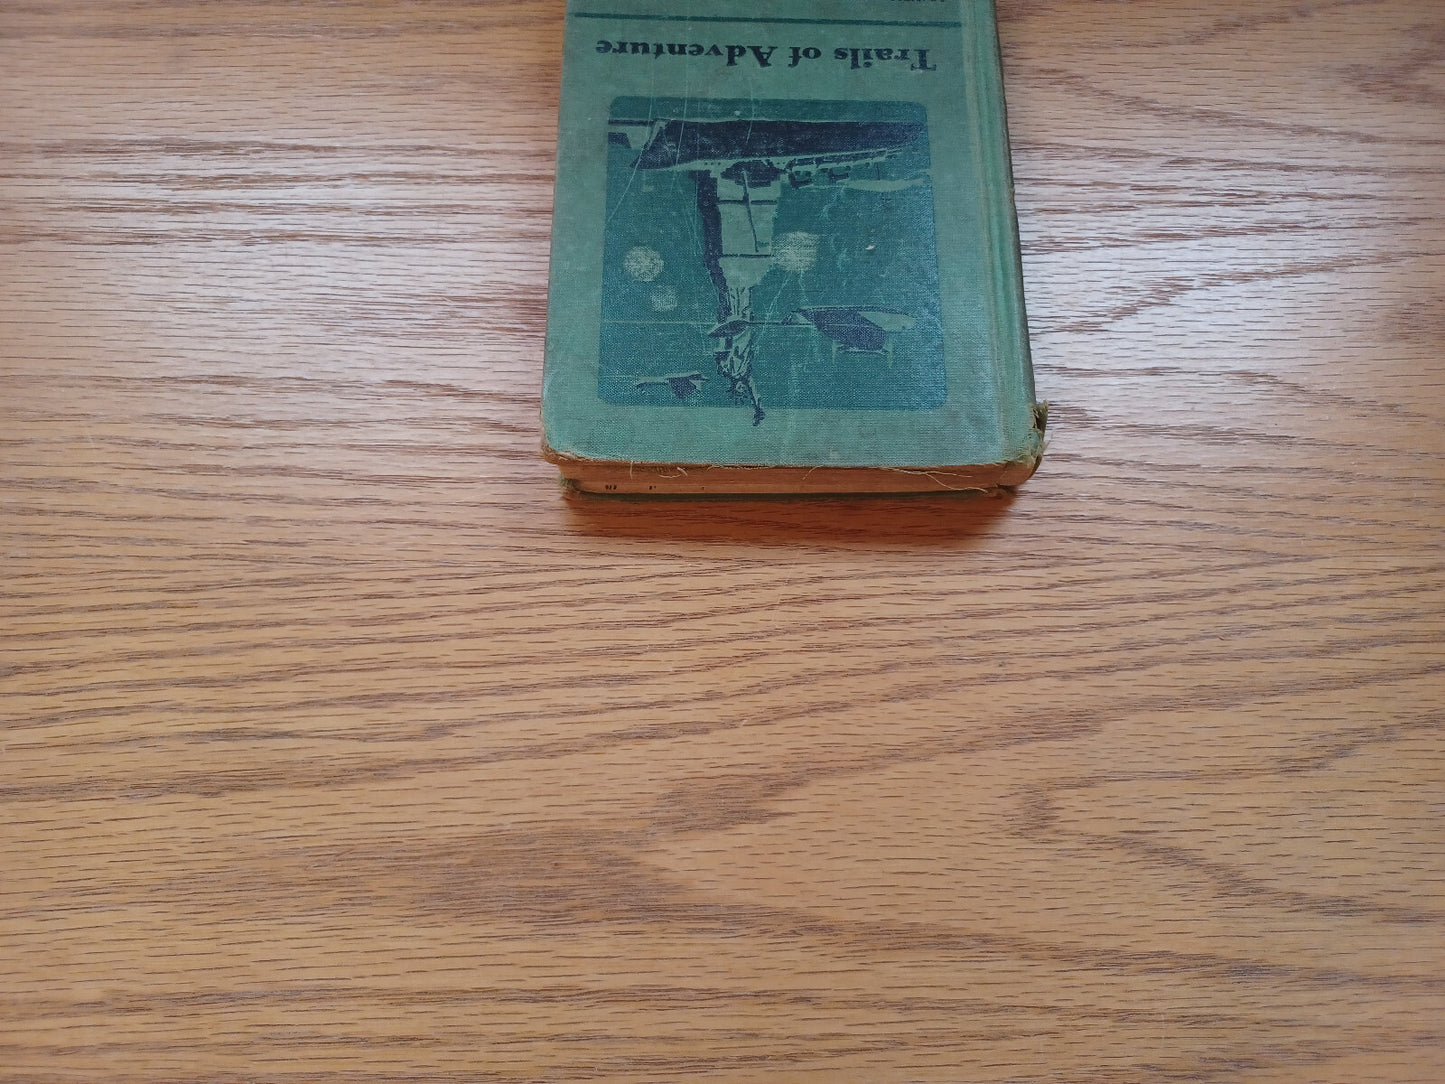 Trails of Adventure